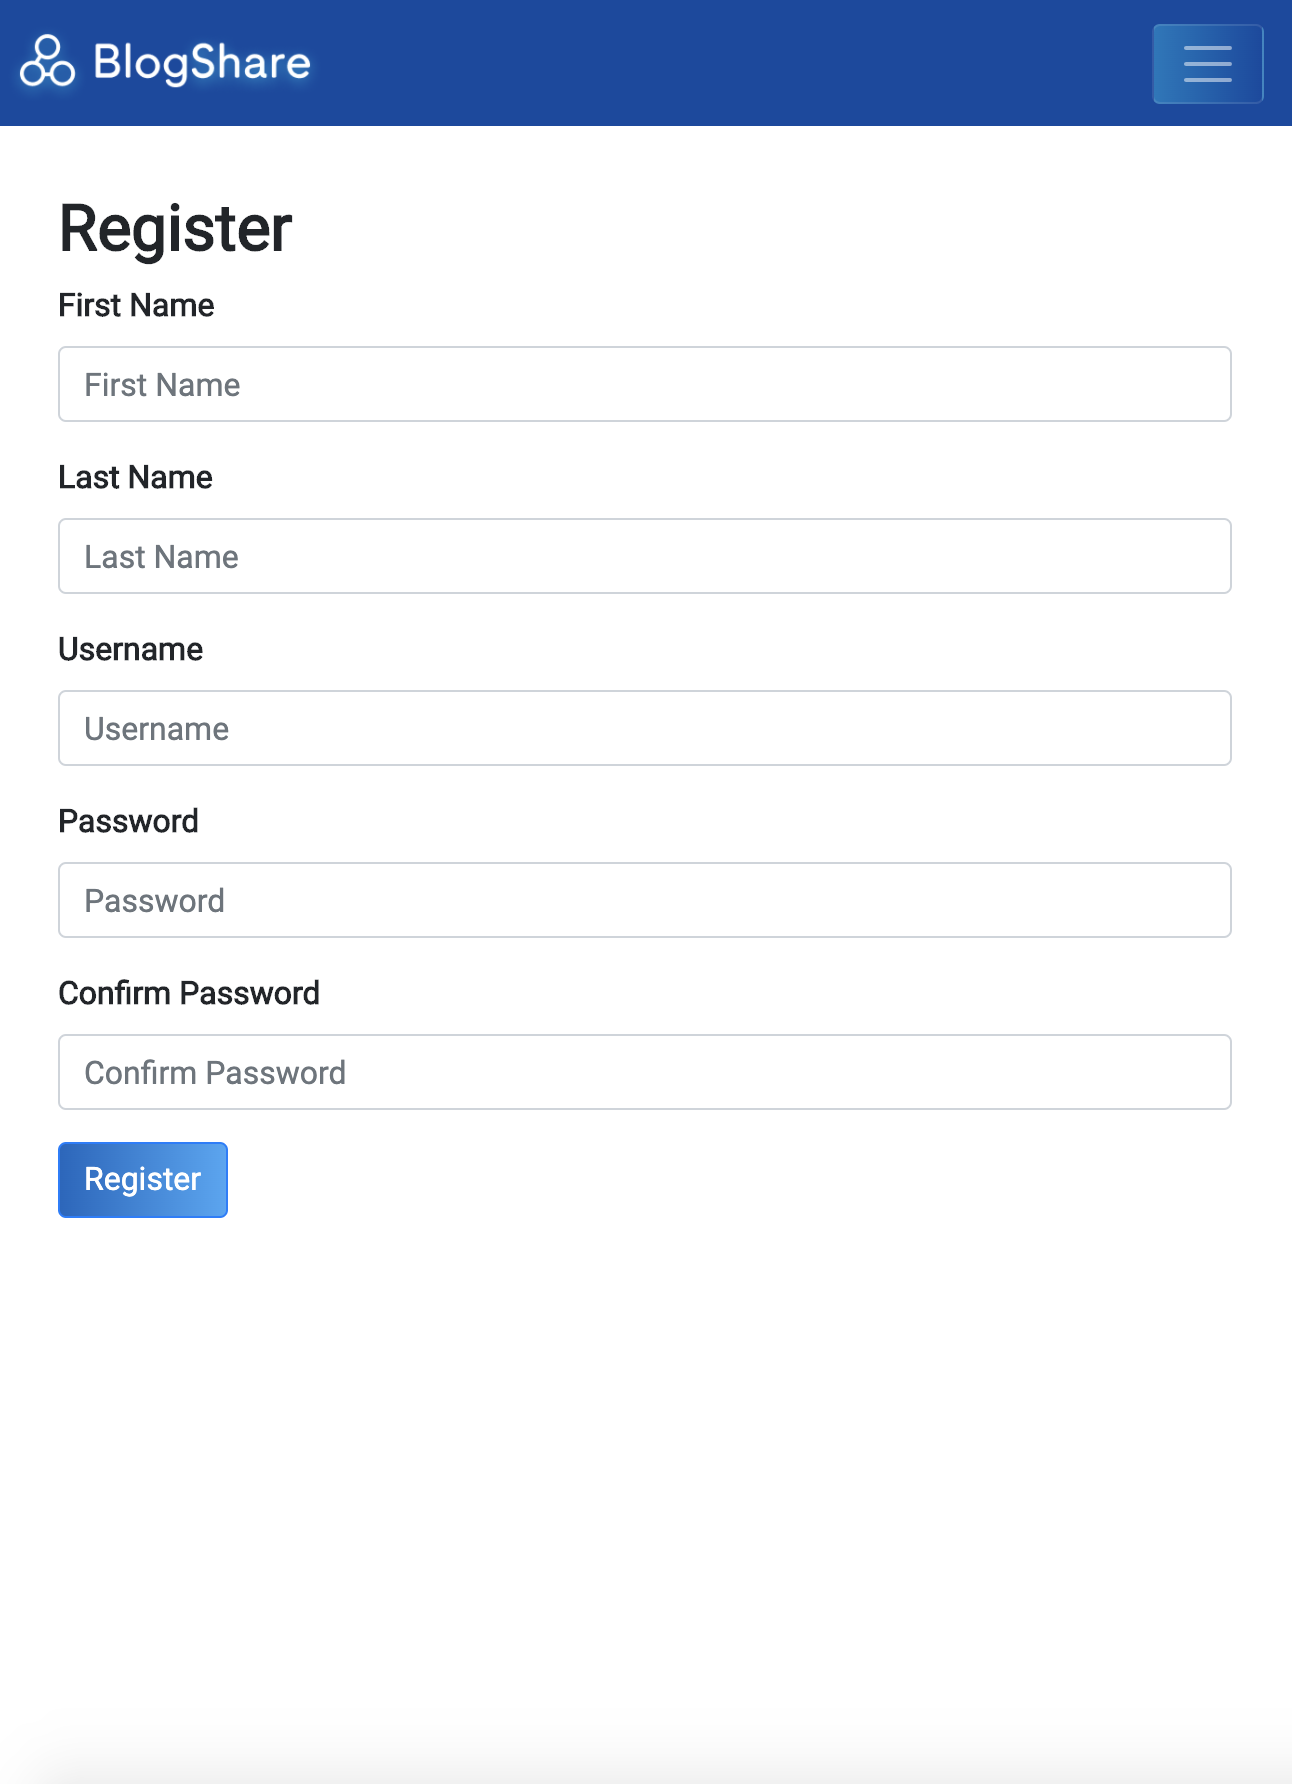 BlogShare
Register
First Name
First Name
Last Name
Last Name
Username
Username
Password
Password
Confirm Password
Confirm Password
Register